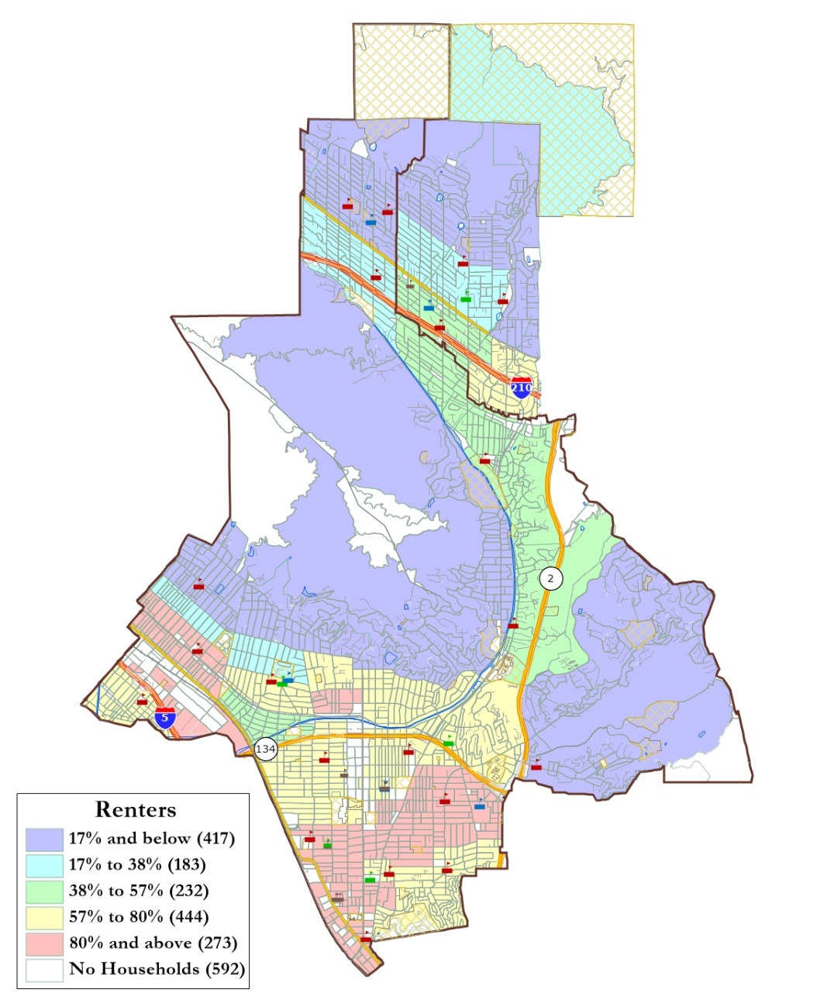 210
2
5
134
Renters
17% and below (417)
17% to 38% (183)
38% to 57% (232)
57% to 80% (444)
80% and above (273)
No Households (592)